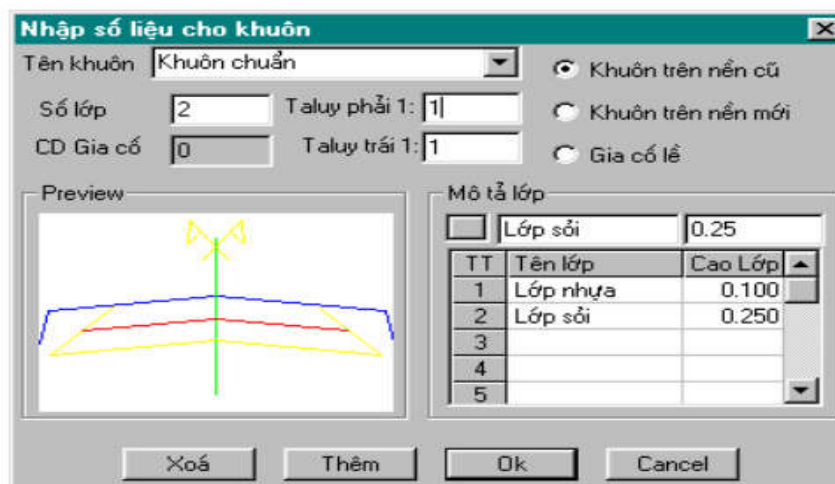 Nhập số liệu cho khuôn
Tên khuôn Khuôn chuẩn
Khuôn trên nền cũ
Số lớp 2 Taluy phải 1: 1
Khuôn trên nền mới
CD Gia cố 0 Taluy trái 1: 1
Gia cố lề
Preview
Mô tả lớp
Lớp sỏi 0.25
TT Tên lớp Cao Lớp
1 Lớp nhựa 0.100
2 Lớp sỏi 0.250
3
4
5
Xoá Thêm Ok Cancel